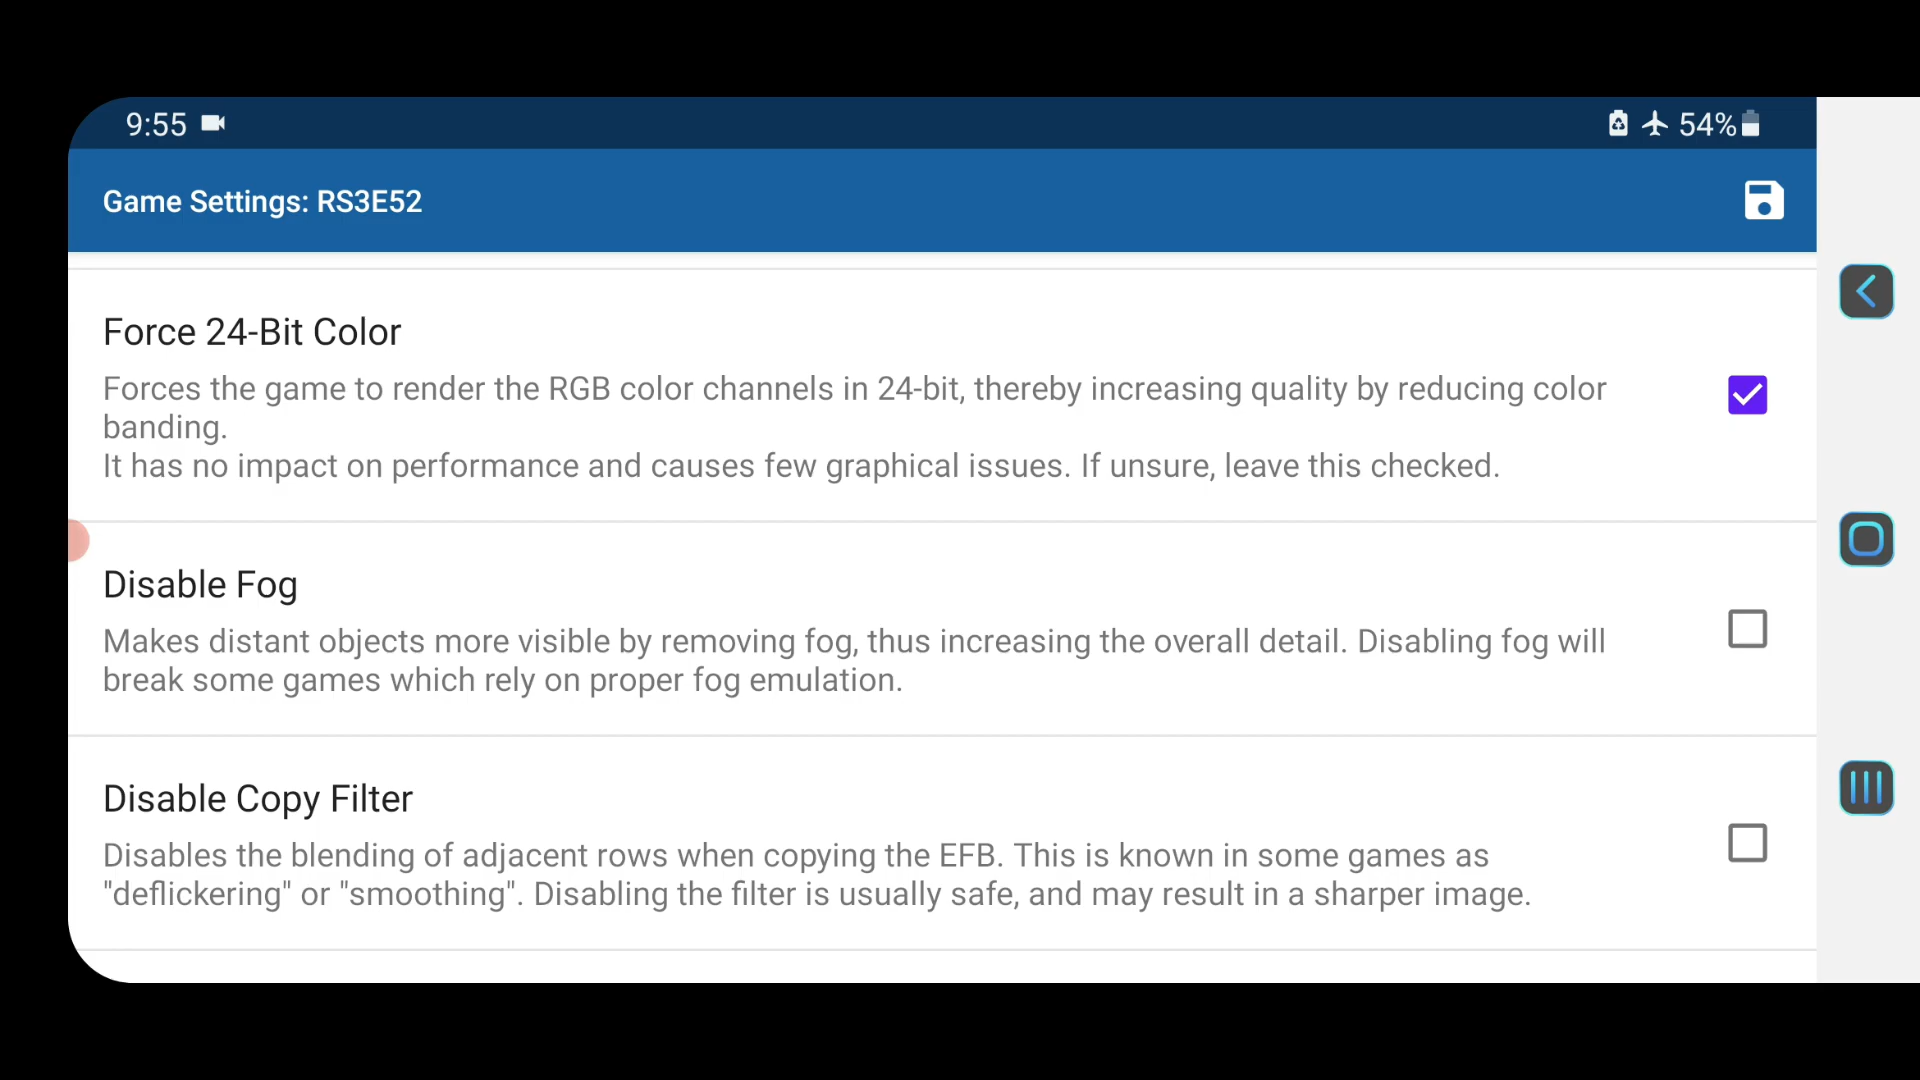 9:55
54%
Game Settings: RS3E52
Force 24-Bit Color
Forces the game to render the RGB color channels in 24-bit, thereby increasing quality by reducing color
banding.
It has no impact on performance and causes few graphical issues. If unsure, leave this checked.
Disable Fog
Makes distant objects more visible by removing fog, thus increasing the overall detail. Disabling fog will
break some games which rely on proper fog emulation.
Disable Copy Filter
Disables the blending of adjacent rows when copying the EFB. This is known in some games as
"deflickering" or "smoothing". Disabling the filter is usually safe, and may result in a sharper image.